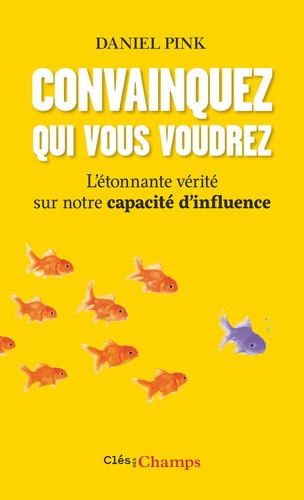 DANIEL PINK
CONVAINQUEZ
QUI VOUS VOUDREZ
L'étonnante vérité
sur notre capacité d'influence
Clés des Champs